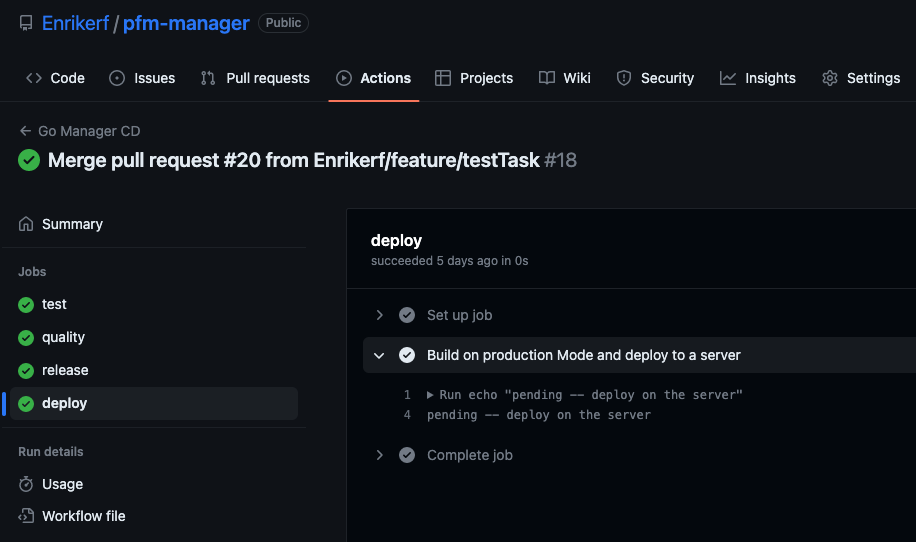 Enrikerf / pfm-manager Public
Code Issues Pull requests Actions Projects Wiki Security Insights Settings
Go Manager CD
Merge pull request #20 from Enrikerf/feature/testTask #18
Summary
Jobs
test
quality
release
deploy
Run details
Usage
Workflow file
deploy
succeeded 5 days ago in 0s
Set up job
Build on production Mode and deploy to a server
1 Run echo "pending -- deploy on the server"
4 pending -- deploy on the server
Complete job